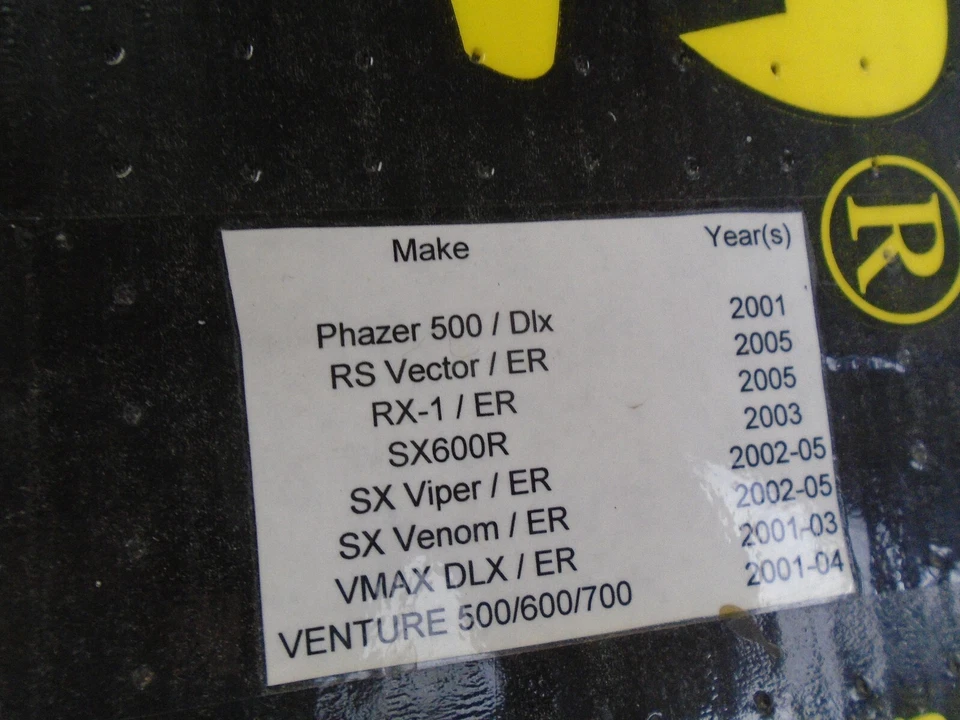 Make Year(s)
Phazer 500 / Dlx 2001
RS Vector / ER 2005
RX-1 / ER 2005
SX600R 2003
SX Viper / ER 2002-05
SX Venom / ER 2002-05
VMAX DLX / ER 2001-03
VENTURE 500/600/700 2001-04
®